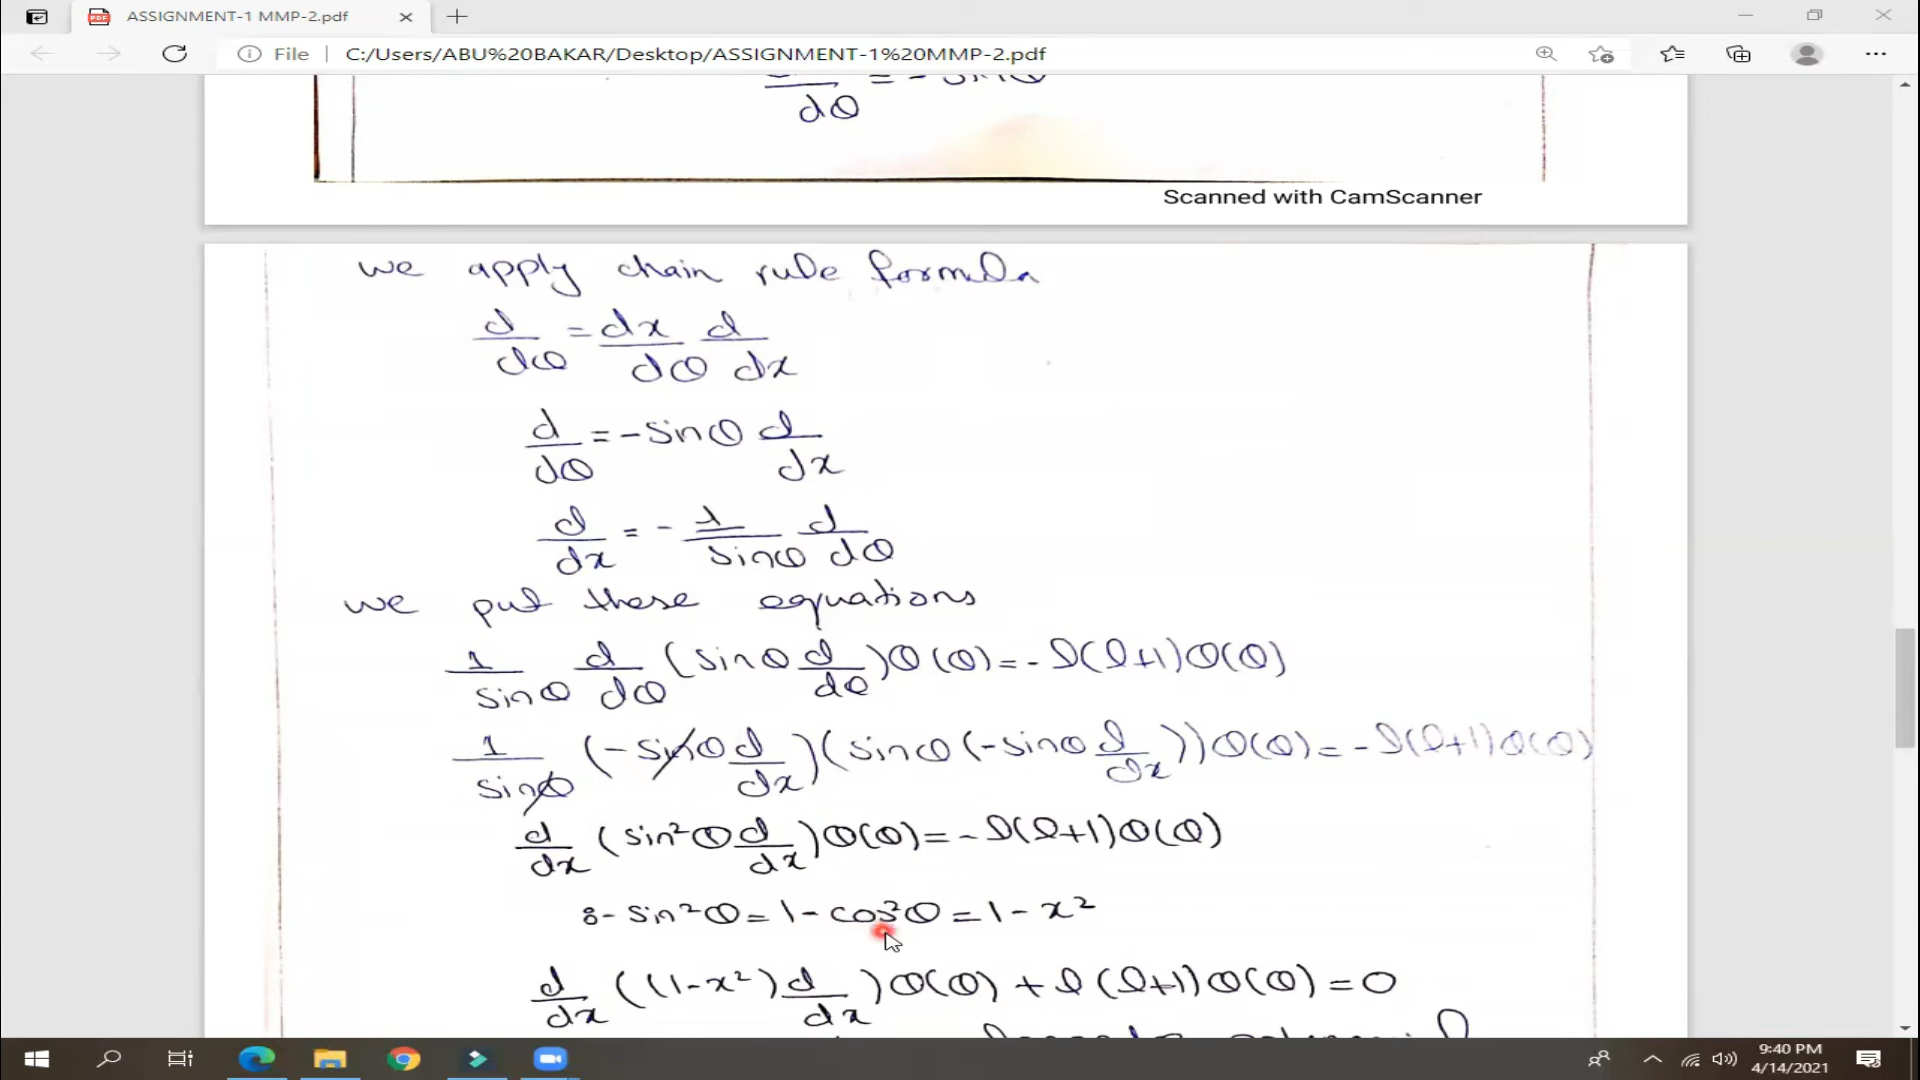 ASSIGNMENT-1 MMP-2.pdf
File | C:/Users/ABU%20BAKAR/Desktop/ASSIGNMENT-1%20MMP-2.pdf
dθ = - sinθ
Scanned with CamScanner
we apply chain rule formula
d/dθ = dx/dθ d/dx
d/dθ = -sinθ d/dx
d/dx = - 1/sinθ d/dθ
we put these equations
1/sinθ d/dθ (sinθ d/dθ)Θ(θ) = - l(l+1)Θ(θ)
1/sinθ (-sinθ d/dx)(sinθ(-sinθ d/dx))Θ(θ) = - l(l+1)Θ(θ)
d/dx (sin²θ d/dx)Θ(θ) = - l(l+1)Θ(θ)
:- sin²θ = 1 - cos²θ = 1 - x²
d/dx ((1-x²) d/dx)Θ(θ) + l(l+1)Θ(θ) = 0
9:40 PM
4/14/2021